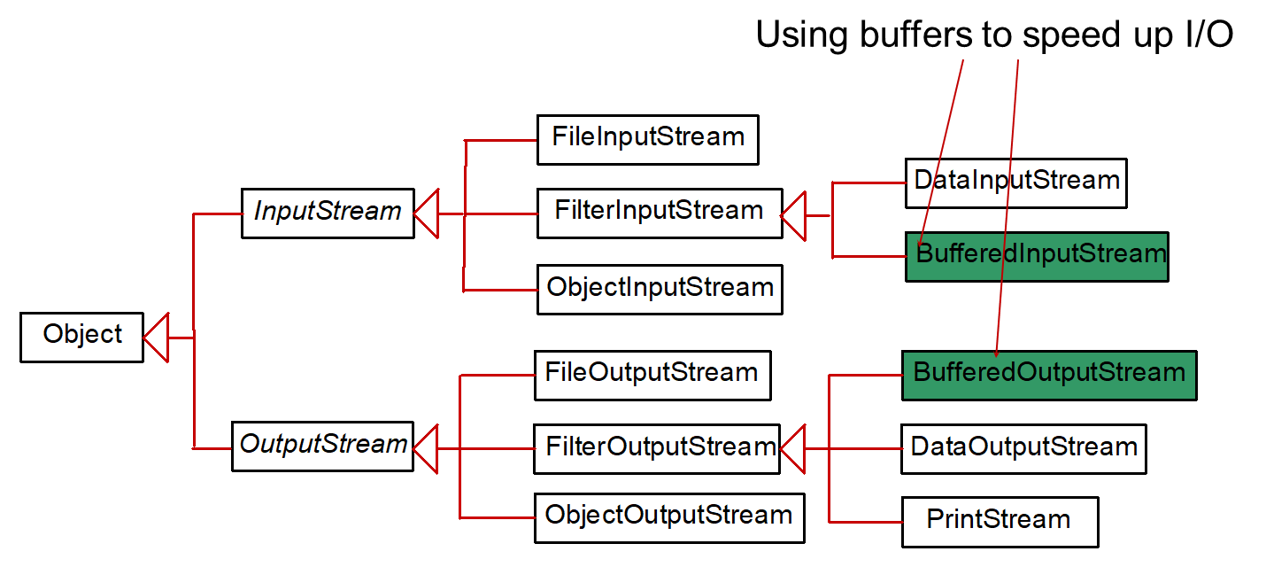 Using buffers to speed up I/O
FileInputStream
DataInputStream
InputStream
FilterInputStream
BufferedInputStream
ObjectInputStream
Object
FileOutputStream
BufferedOutputStream
OutputStream
FilterOutputStream
DataOutputStream
ObjectOutputStream
PrintStream